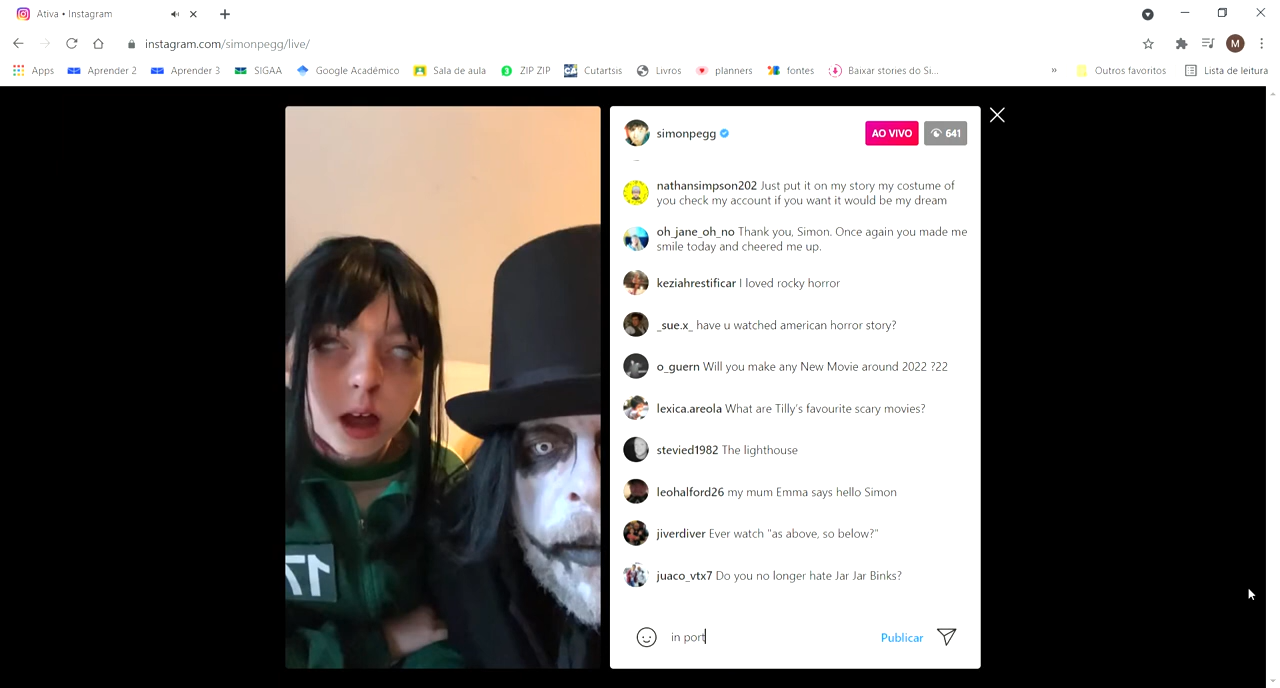 Ativa • Instagram
instagram.com/simonpegg/live/
M
Apps Aprender 2 Aprender 3 SIGAA Google Acadêmico Sala de aula ZIP ZIP Cutartsis Livros planners fontes Baixar stories do Si... » Outros favoritos Lista de leitura
simonpegg AO VIVO 641
nathansimpson202 Just put it on my story my costume of
you check my account if you want it would be my dream
oh_jane_oh_no Thank you, Simon. Once again you made me
smile today and cheered me up.
keziahrestificar I loved rocky horror
_sue.x_ have u watched american horror story?
o_guern Will you make any New Movie around 2022 ?22
lexica.areola What are Tilly's favourite scary movies?
stevied1982 The lighthouse
leohalford26 my mum Emma says hello Simon
jiverdiver Ever watch "as above, so below?"
juaco_vtx7 Do you no longer hate Jar Jar Binks?
in port
Publicar